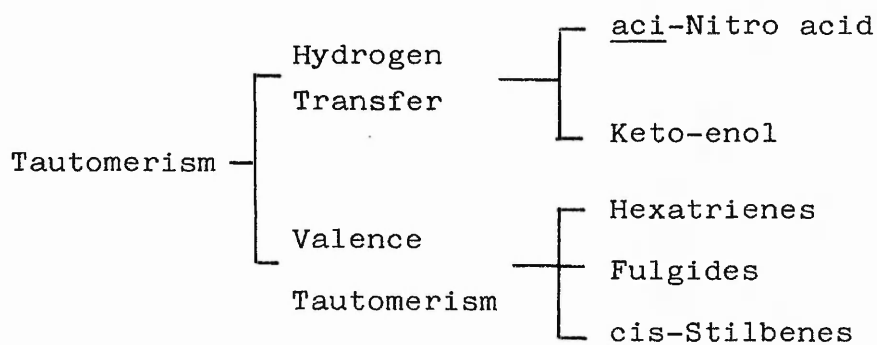 aci-Nitro acid
Hydrogen
Transfer
Keto-enol
Tautomerism
Hexatrienes
Valence
Fulgides
Tautomerism
cis-Stilbenes